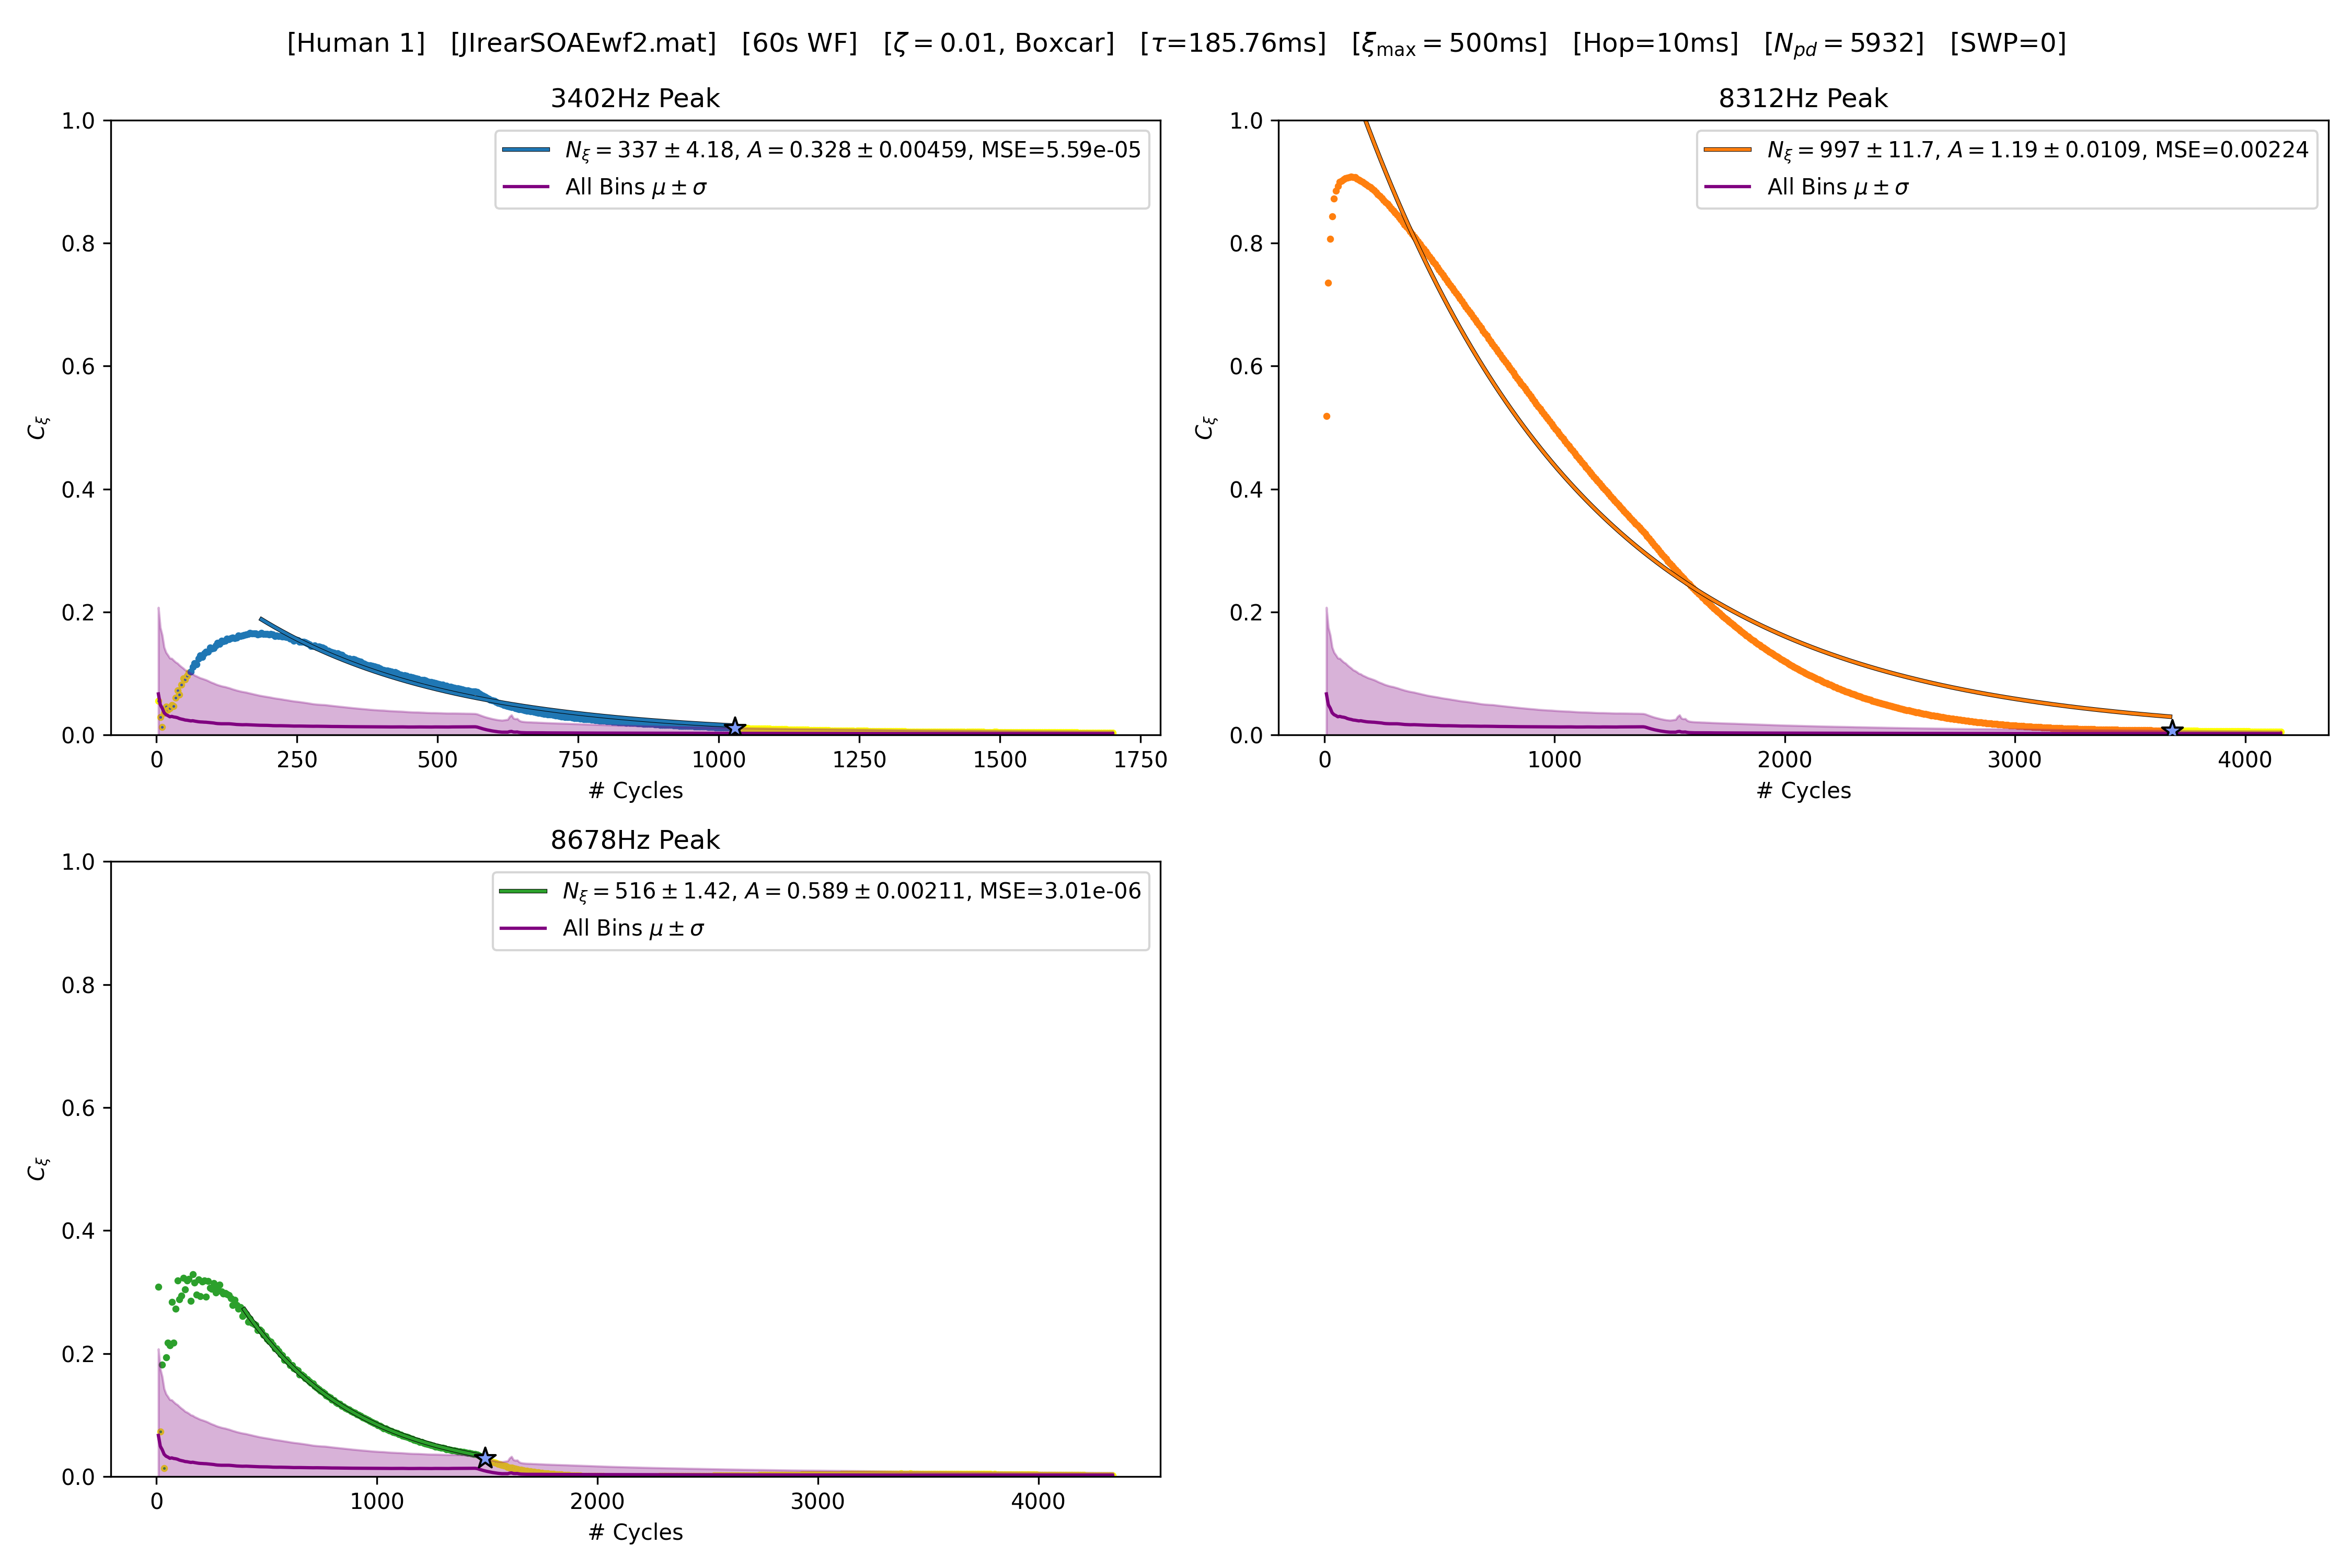 [Human 1] [JIrearSOAEwf2.mat] [60s WF] [ζ = 0.01, Boxcar] [τ=185.76ms] [ξmax = 500ms] [Hop=10ms] [Npd = 5932] [SWP=0]
3402Hz Peak
1.0
0.8
0.6
0.4
0.2
0.0
Cξ
Nξ = 337 ± 4.18, A = 0.328 ± 0.00459, MSE=5.59e-05
All Bins μ ± σ
0 250 500 750 1000 1250 1500 1750
# Cycles
8312Hz Peak
1.0
0.8
0.6
0.4
0.2
0.0
Cξ
Nξ = 997 ± 11.7, A = 1.19 ± 0.0109, MSE=0.00224
All Bins μ ± σ
0 1000 2000 3000 4000
# Cycles
8678Hz Peak
1.0
0.8
0.6
0.4
0.2
0.0
Cξ
Nξ = 516 ± 1.42, A = 0.589 ± 0.00211, MSE=3.01e-06
All Bins μ ± σ
0 1000 2000 3000 4000
# Cycles